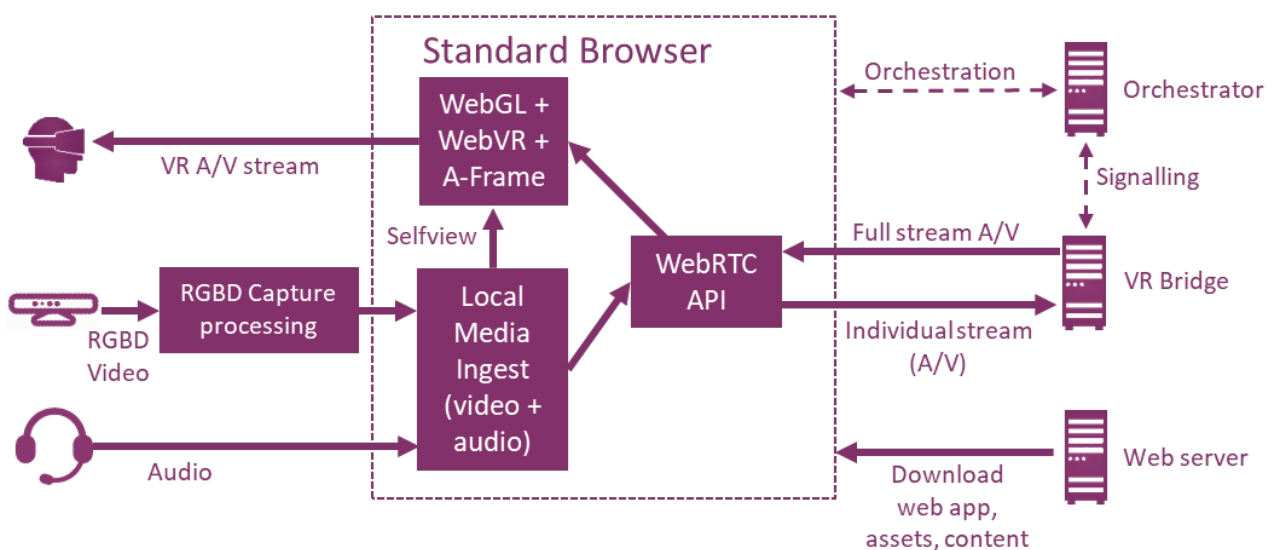 Standard Browser
WebGL +
WebVR +
A-Frame
VR A/V stream
Orchestration
Orchestrator
Signalling
Selfview
Full stream A/V
WebRTC
API
VR Bridge
RGBD Capture
processing
RGBD
Video
Local
Media
Ingest
(video +
audio)
Individual stream
(A/V)
Audio
Web server
Download
web app,
assets, content